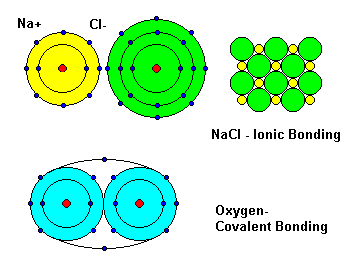 Na+
Cl-
NaCl - Ionic Bonding
Oxygen-
Covalent Bonding